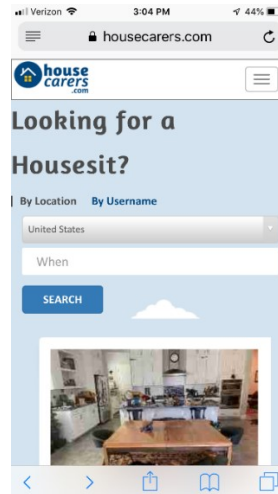 Verizon 3:04 PM 44%
housecarers.com
house
carers
.com
Looking for a
Housesit?
By Location By Username
United States
When
SEARCH